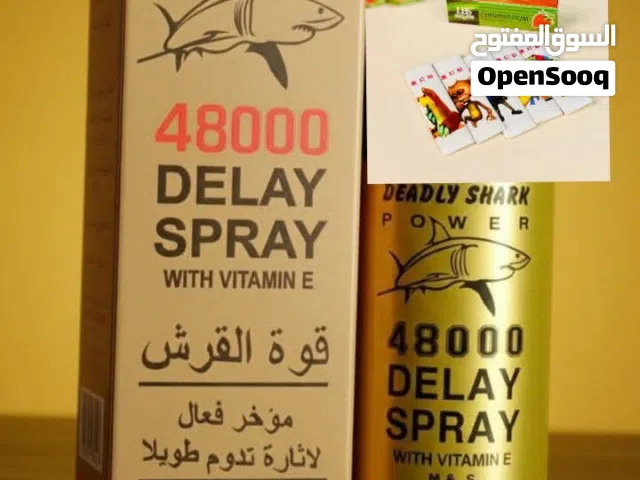 السوق المفتوح
OpenSooq
48000
DELAY
SPRAY
WITH VITAMIN E
قوة القرش
مؤخر فعال
لاثارة تدوم طويلا
DEADLY SHARK
POWER
48000
DELAY
SPRAY
WITH VITAMIN E